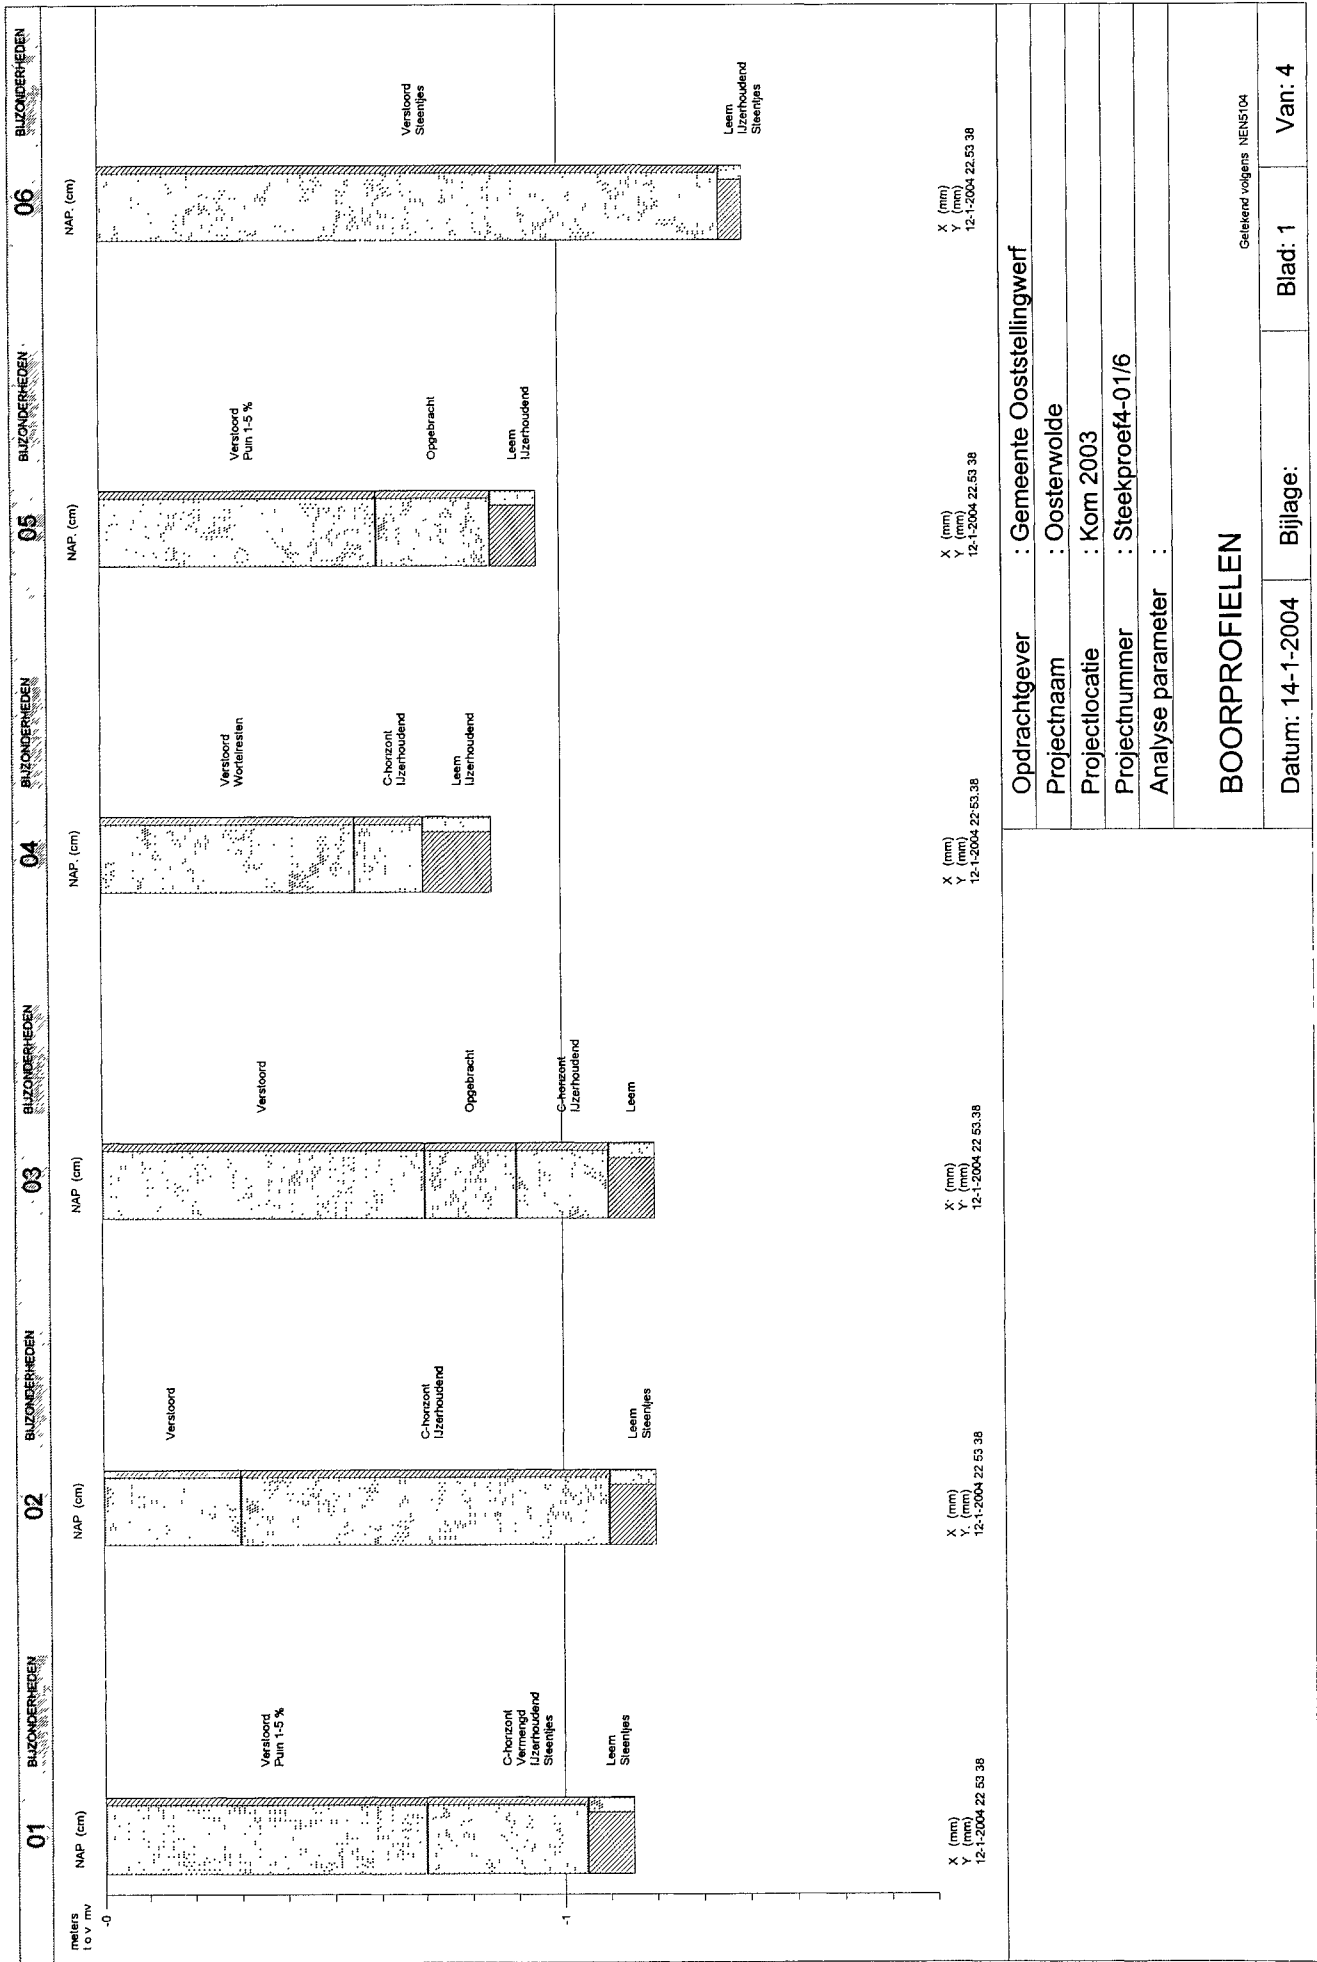 01 BIJZONDERHEDEN
02 BIJZONDERHEDEN
03 BIJZONDERHEDEN
04 BIJZONDERHEDEN
05 BIJZONDERHEDEN
06 BIJZONDERHEDEN
meters
t o v mv
-0
-1
NAP (cm)
Verstoord
Puin 1-5 %
C-horizont
Vermengd
IJzerhoudend
Steentjes
Leem
Steentjes
X (mm)
Y (mm)
12-1-2004 22 53 38
NAP (cm)
Verstoord
C-horizont
IJzerhoudend
Leem
Steentjes
X (mm)
Y. (mm)
12-1-2004 22 53 38
NAP (cm)
Verstoord
Opgebracht
C-horizont
IJzerhoudend
Leem
X· (mm)
Y· (mm)
12-1-2004 22 53.38
NAP. (cm)
Verstoord
Wortelresten
C-horizont
IJzerhoudend
Leem
IJzerhoudend
X (mm)
Y (mm)
12-1-2004 22·53.38
NAP. (cm)
Verstoord
Puin 1-5 %
Opgebracht
Leem
IJzerhoudend
X (mm)
Y (mm)
12-1-2004 22.53 38
NAP. (cm)
Verstoord
Steentjes
Leem
IJzerhoudend
Steentjes
X (mm)
Y (mm)
12-1-2004 22.53 38
Opdrachtgever : Gemeente Ooststellingwerf
Projectnaam : Oosterwolde
Projectlocatie : Kom 2003
Projectnummer : Steekproef4-01/6
Analyse parameter :
BOORPROFIELEN
Getekend volgens NEN5104
Datum: 14-1-2004 Bijlage: Blad: 1 Van: 4